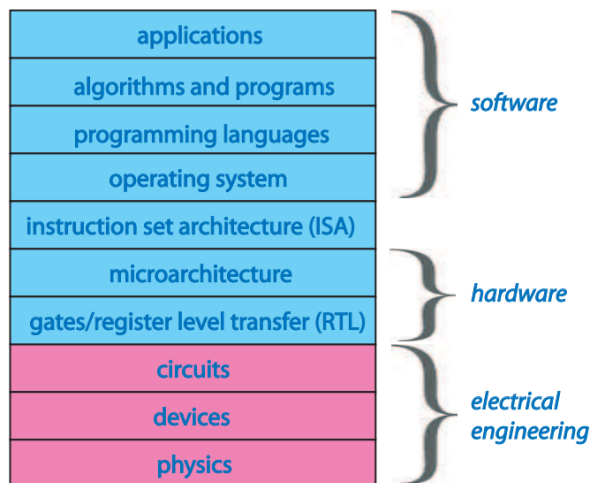 applications
algorithms and programs
programming languages
operating system
instruction set architecture (ISA)
microarchitecture
gates/register level transfer (RTL)
circuits
devices
physics
software
hardware
electrical
engineering